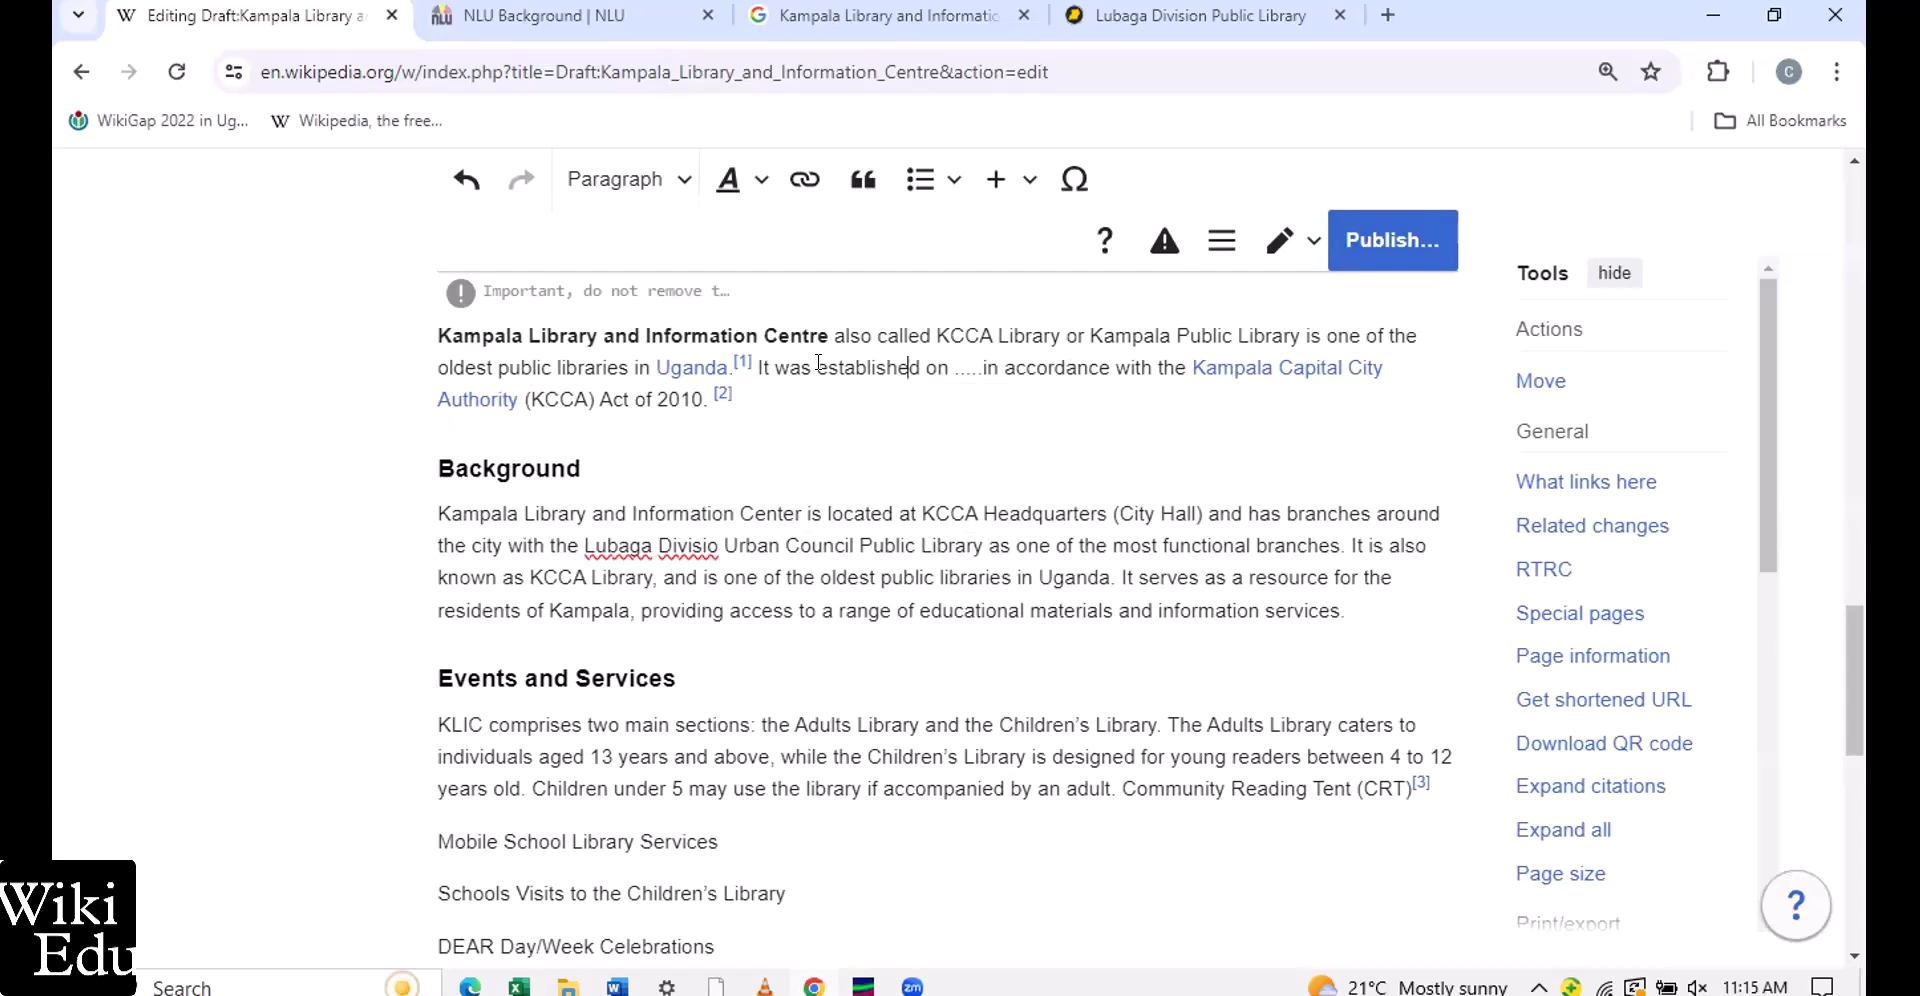 Editing Draft:Kampala Library a
NLU Background | NLU
Kampala Library and Informatic
Lubaga Division Public Library
en.wikipedia.org/w/index.php?title=Draft:Kampala_Library_and_Information_Centre&action=edit
C
WikiGap 2022 in Ug...
Wikipedia, the free...
All Bookmarks
Paragraph
Publish...
Tools hide
Important, do not remove t...
Kampala Library and Information Centre also called KCCA Library or Kampala Public Library is one of the
oldest public libraries in Uganda.[1] It was established on .....in accordance with the Kampala Capital City
Authority (KCCA) Act of 2010. [2]
Background
Kampala Library and Information Center is located at KCCA Headquarters (City Hall) and has branches around
the city with the Lubaga Divisio Urban Council Public Library as one of the most functional branches. It is also
known as KCCA Library, and is one of the oldest public libraries in Uganda. It serves as a resource for the
residents of Kampala, providing access to a range of educational materials and information services.
Events and Services
KLIC comprises two main sections: the Adults Library and the Children’s Library. The Adults Library caters to
individuals aged 13 years and above, while the Children’s Library is designed for young readers between 4 to 12
years old. Children under 5 may use the library if accompanied by an adult. Community Reading Tent (CRT)[3]
Mobile School Library Services
Schools Visits to the Children’s Library
DEAR Day/Week Celebrations
Actions
Move
General
What links here
Related changes
RTRC
Special pages
Page information
Get shortened URL
Download QR code
Expand citations
Expand all
Page size
Print/export
Wiki
Edu
Search
zm
21°C Mostly sunny
11:15 AM